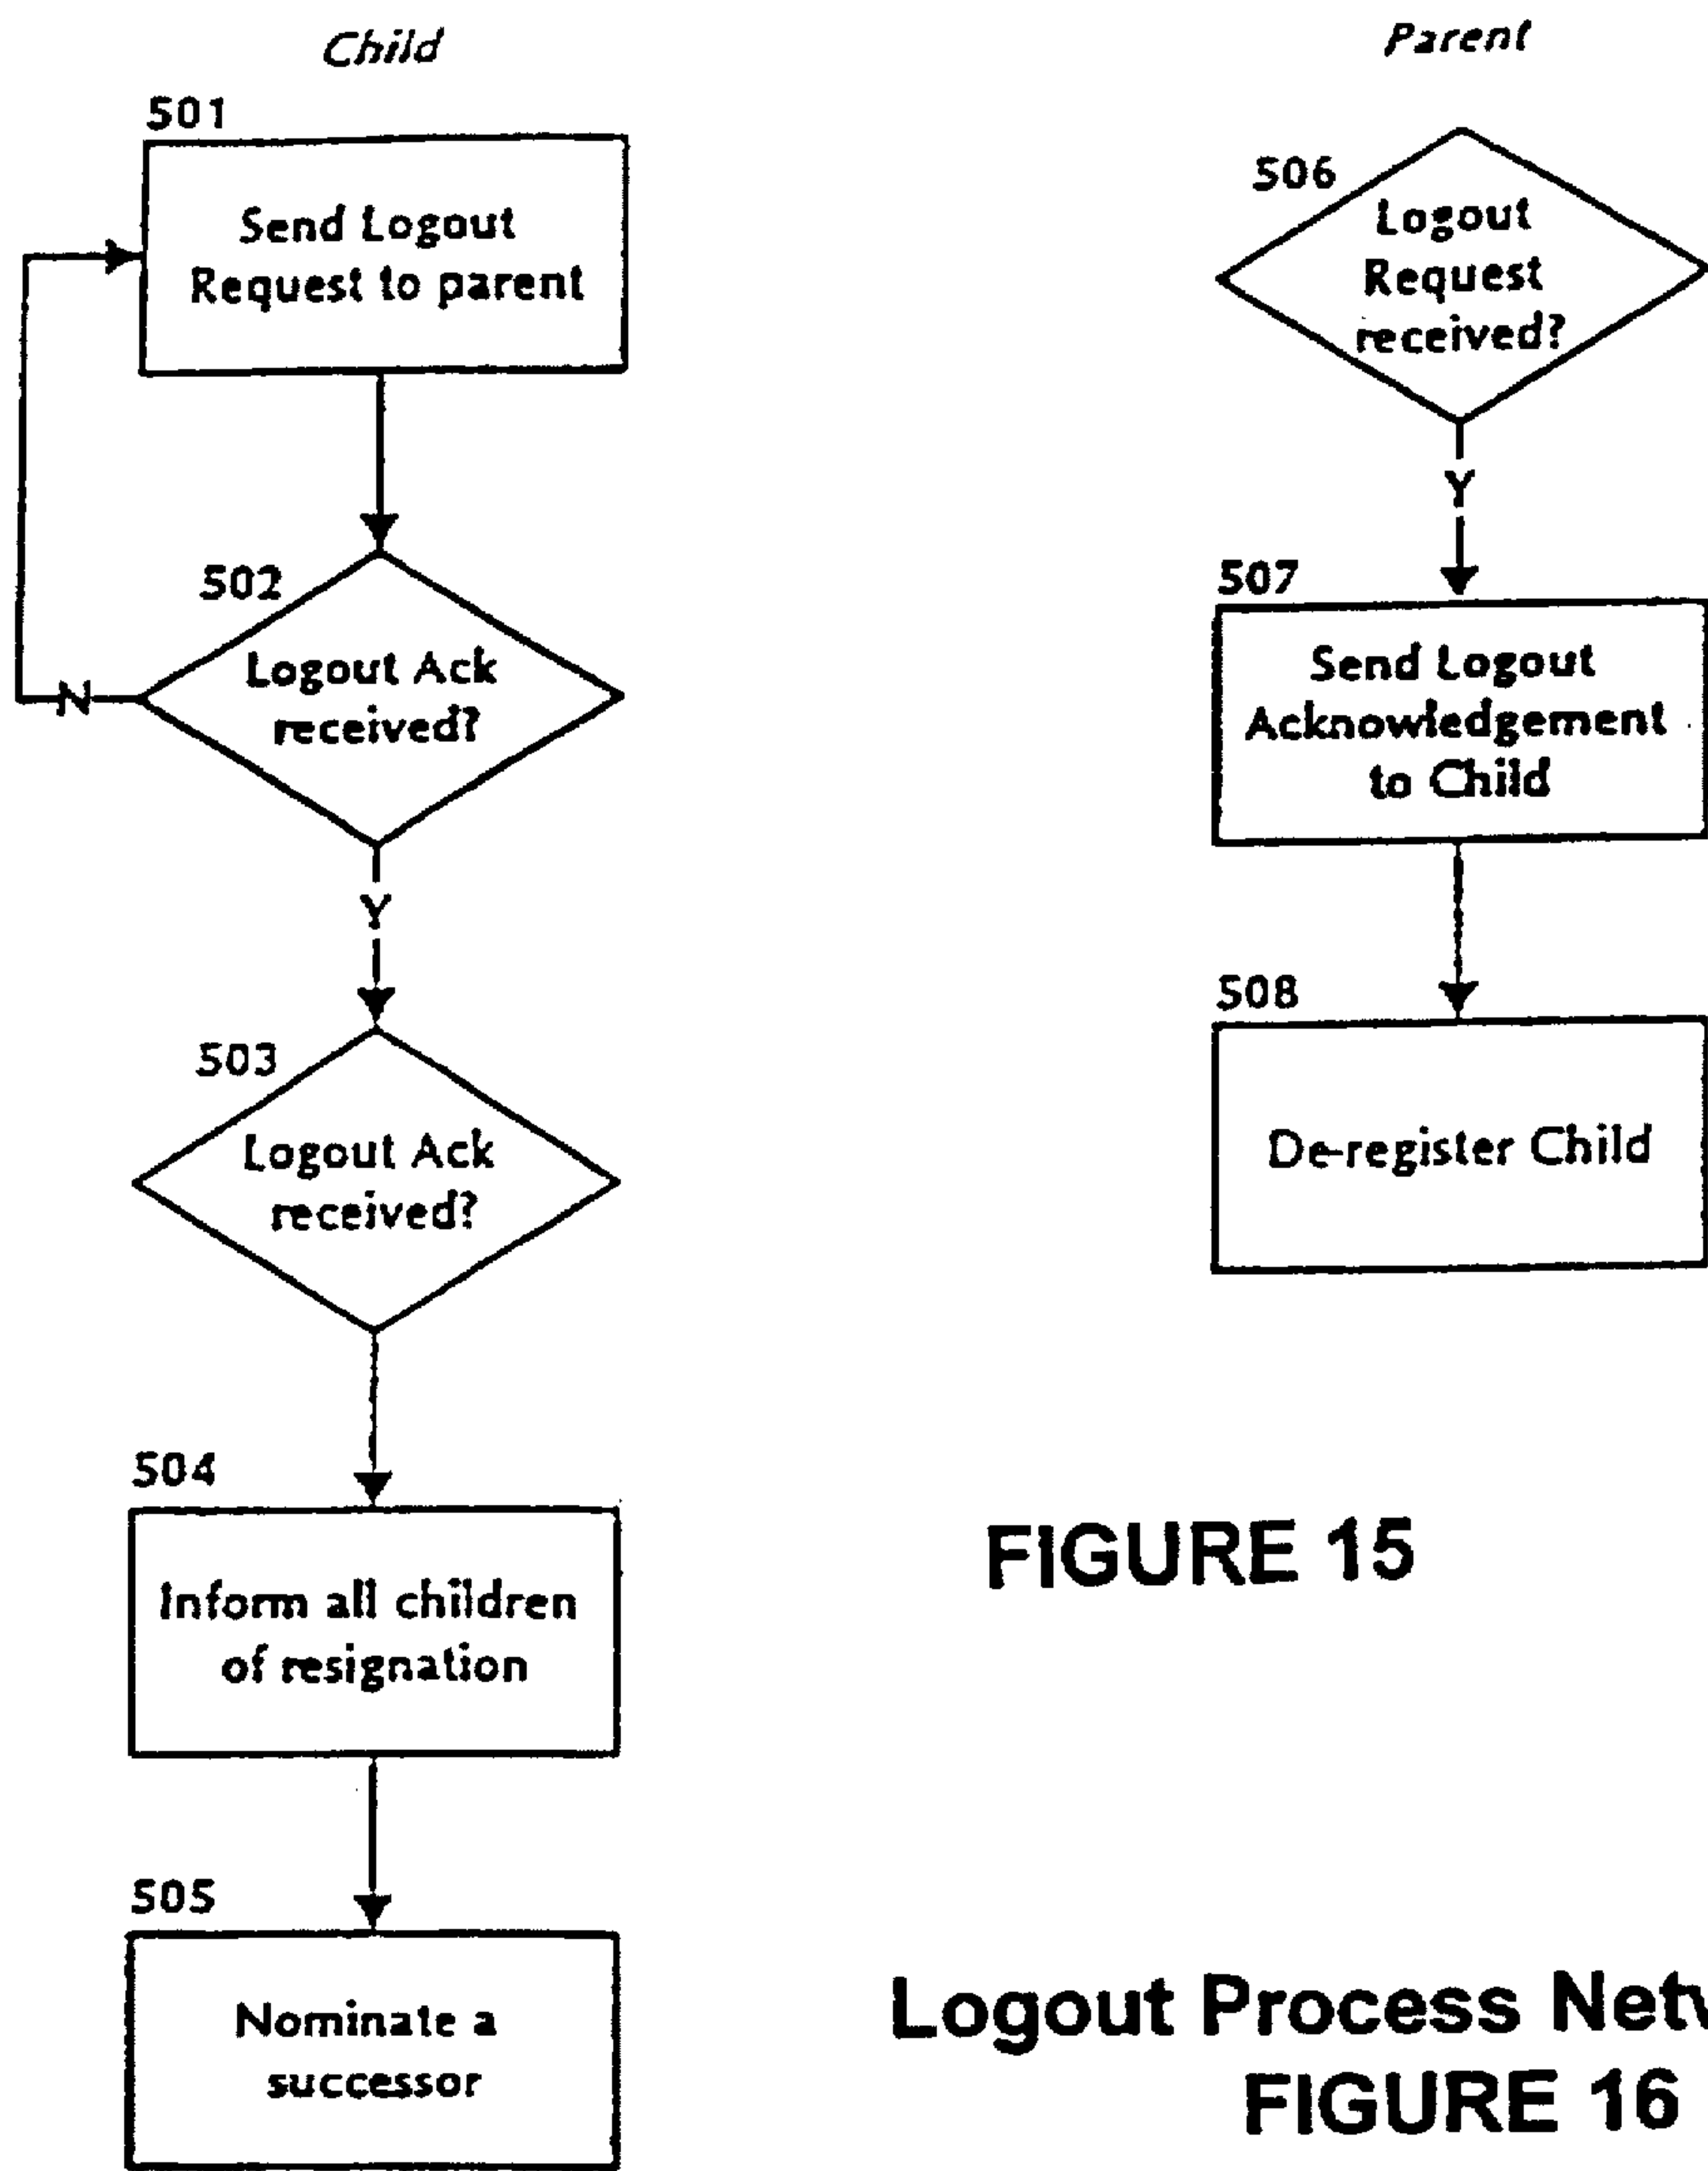 Child
501
Send Logout
Request to parent
502
Logout Ack
received?
N
Y
503
Logout Ack
received?
504
Inform all children
of resignation
505
Nominate a
successor
Parent
506
Logout
Request
received?
Y
507
Send Logout
Acknowledgement
to Child
508
De-register Child
FIGURE 15
Logout Process
FIGURE 16